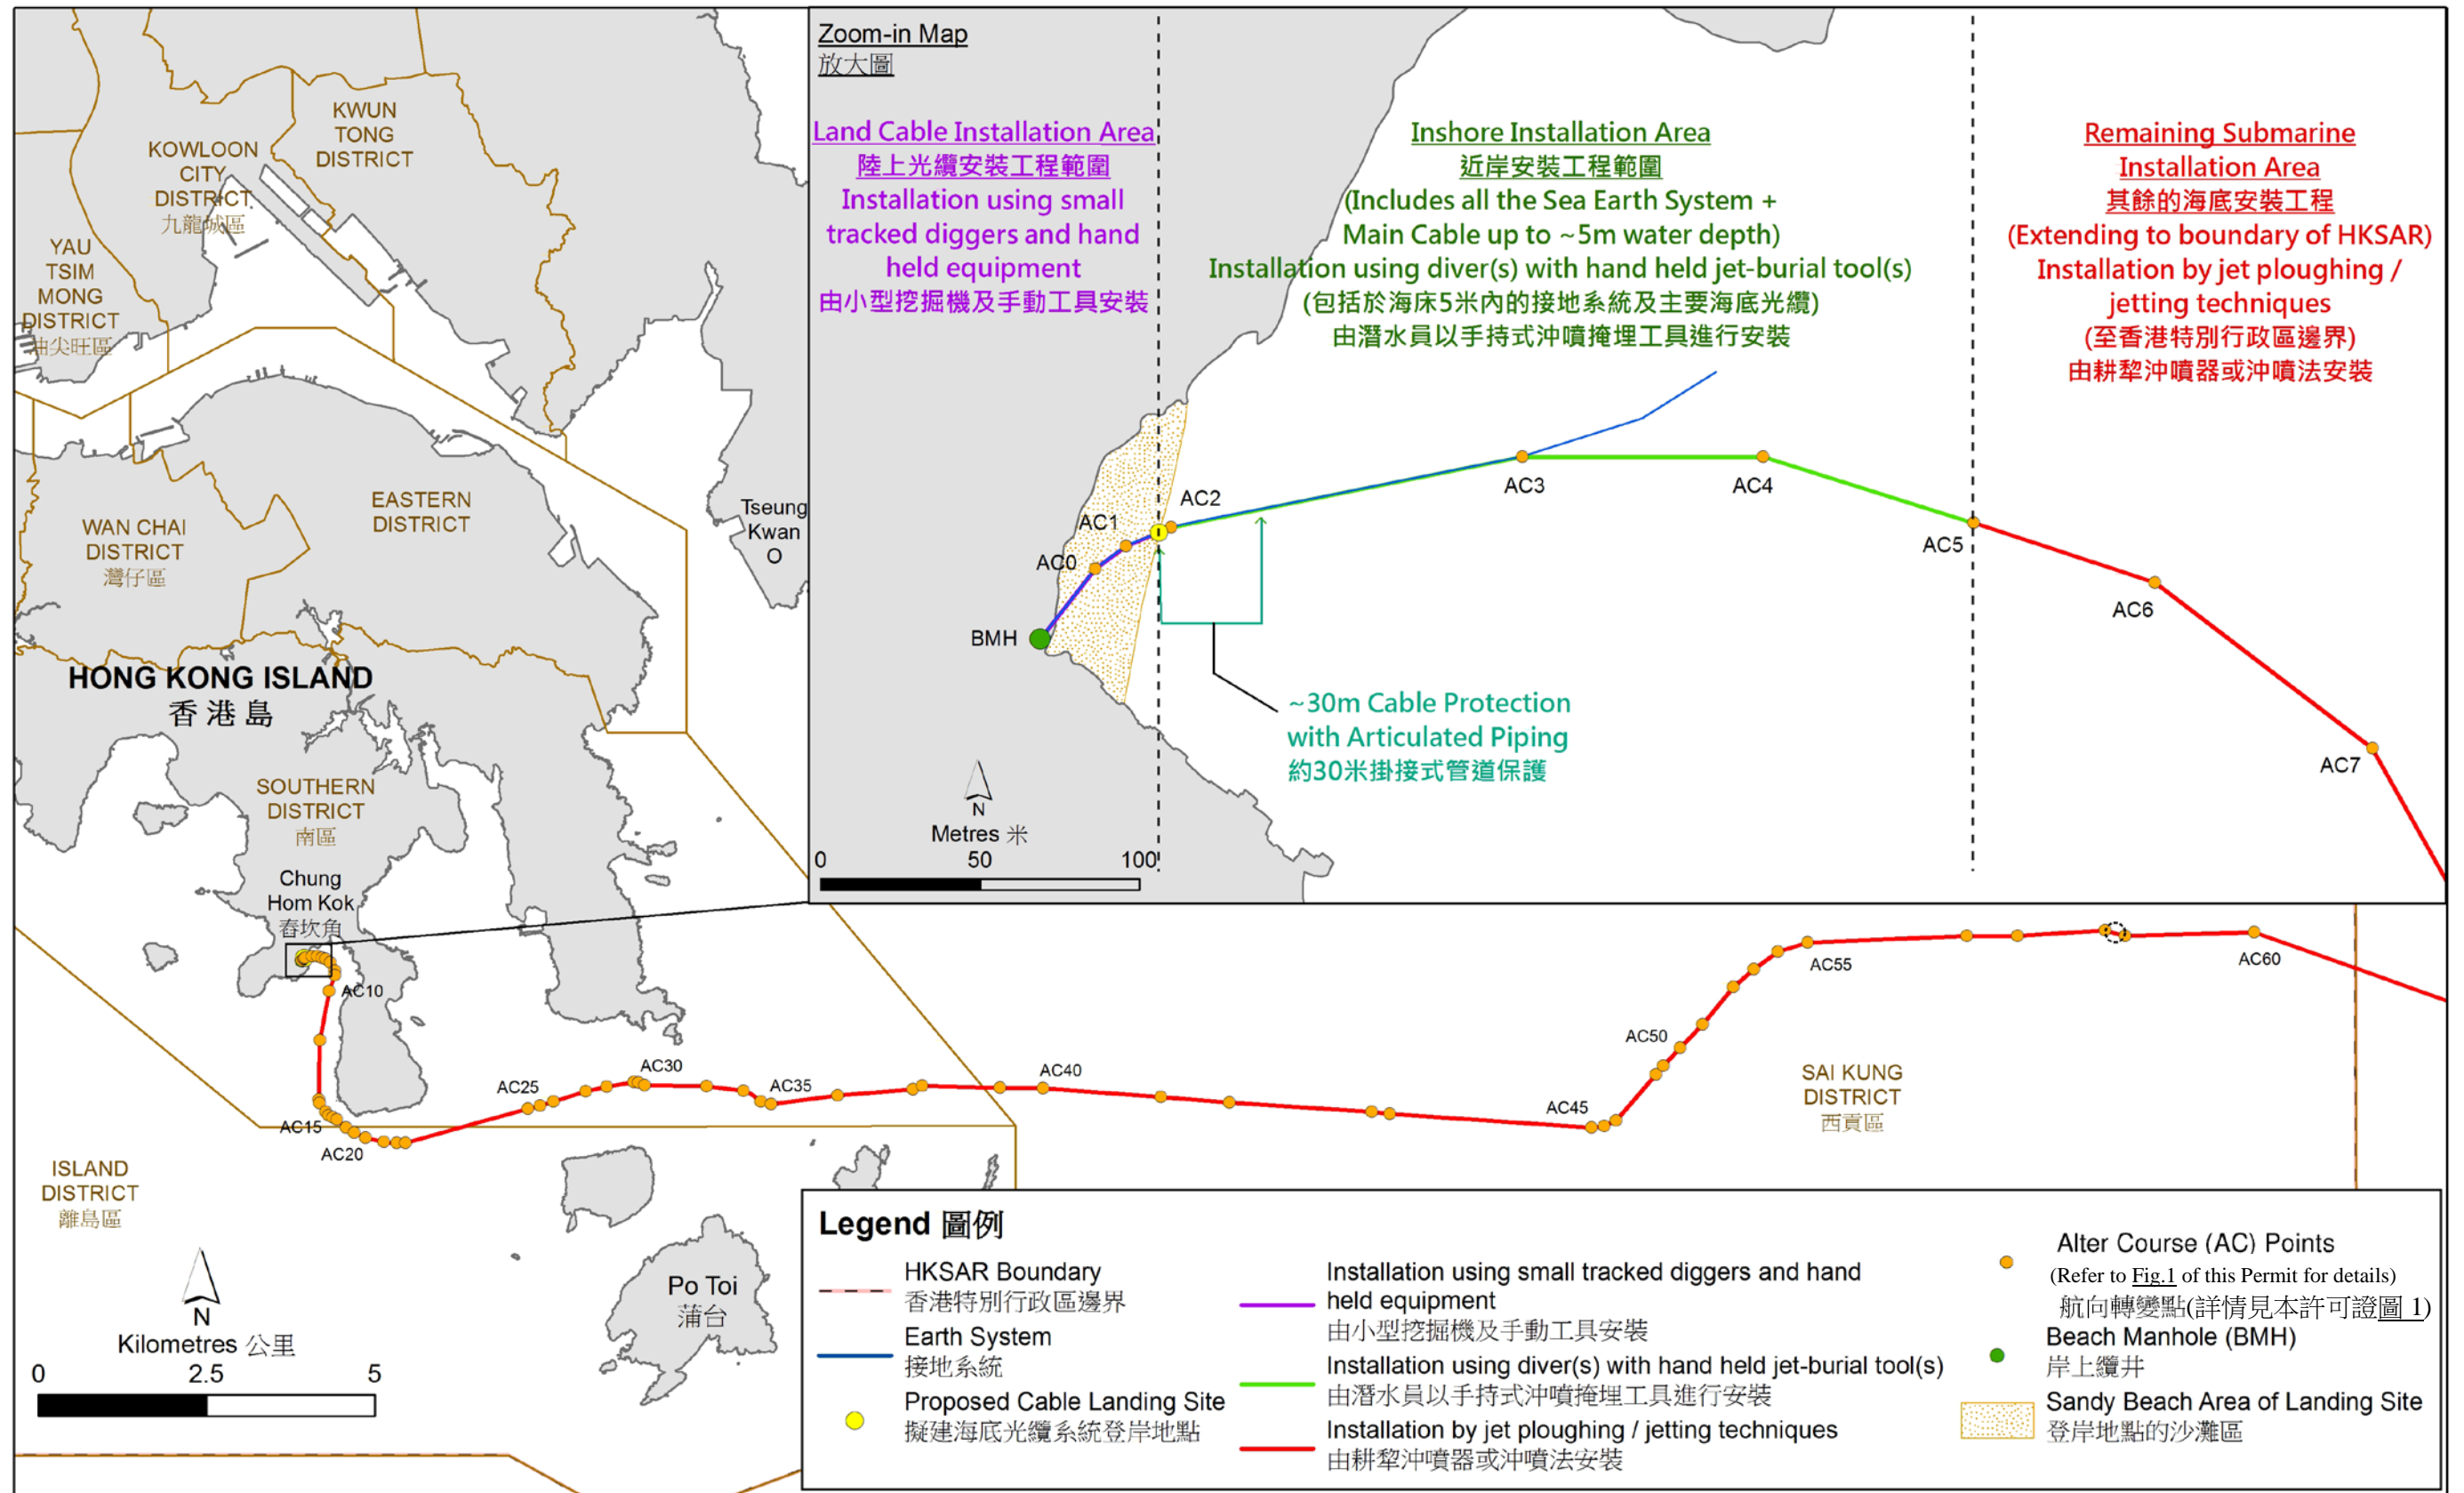 KWUN
TONG
DISTRICT
KOWLOON
CITY
DISTRICT
九龍城區
YAU
TSIM
MONG
DISTRICT
油尖旺區
EASTERN
DISTRICT
WAN CHAI
DISTRICT
灣仔區
Tseung
Kwan
O
HONG KONG ISLAND
香港島
SOUTHERN
DISTRICT
南區
Chung
Hom Kok
舂坎角
Zoom-in Map
放大圖
Land Cable Installation Area
陸上光纜安裝工程範圍
Installation using small
tracked diggers and hand
held equipment
由小型挖掘機及手動工具安裝
Inshore Installation Area
近岸安裝工程範圍
(Includes all the Sea Earth System +
Main Cable up to ~5m water depth)
Installation using diver(s) with hand held jet-burial tool(s)
(包括於海床5米內的接地系統及主要海底光纜)
由潛水員以手持式沖噴掩埋工具進行安裝
Remaining Submarine
Installation Area
其餘的海底安裝工程
(Extending to boundary of HKSAR)
Installation by jet ploughing /
jetting techniques
(至香港特別行政區邊界)
由耕犂沖噴器或沖噴法安裝
BMH
AC0
AC1
AC2
AC3
AC4
AC5
AC6
AC7
~30m Cable Protection
with Articulated Piping
約30米掛接式管道保護
N
Metres 米
0 50 100
AC10
AC15
AC20
AC25
AC30
AC35
AC40
AC45
AC50
AC55
AC60
SAI KUNG
DISTRICT
西貢區
ISLAND
DISTRICT
離島區
Po Toi
蒲台
N
Kilometres 公里
0 2.5 5
Legend 圖例
HKSAR Boundary
香港特別行政區邊界
Earth System
接地系統
Proposed Cable Landing Site
擬建海底光纜系統登岸地點
Installation using small tracked diggers and hand
held equipment
由小型挖掘機及手動工具安裝
Installation using diver(s) with hand held jet-burial tool(s)
由潛水員以手持式沖噴掩埋工具進行安裝
Installation by jet ploughing / jetting techniques
由耕犂沖噴器或沖噴法安裝
Alter Course (AC) Points
(Refer to Fig.1 of this Permit for details)
航向轉變點(詳情見本許可證圖 1)
Beach Manhole (BMH)
岸上纜井
Sandy Beach Area of Landing Site
登岸地點的沙灘區